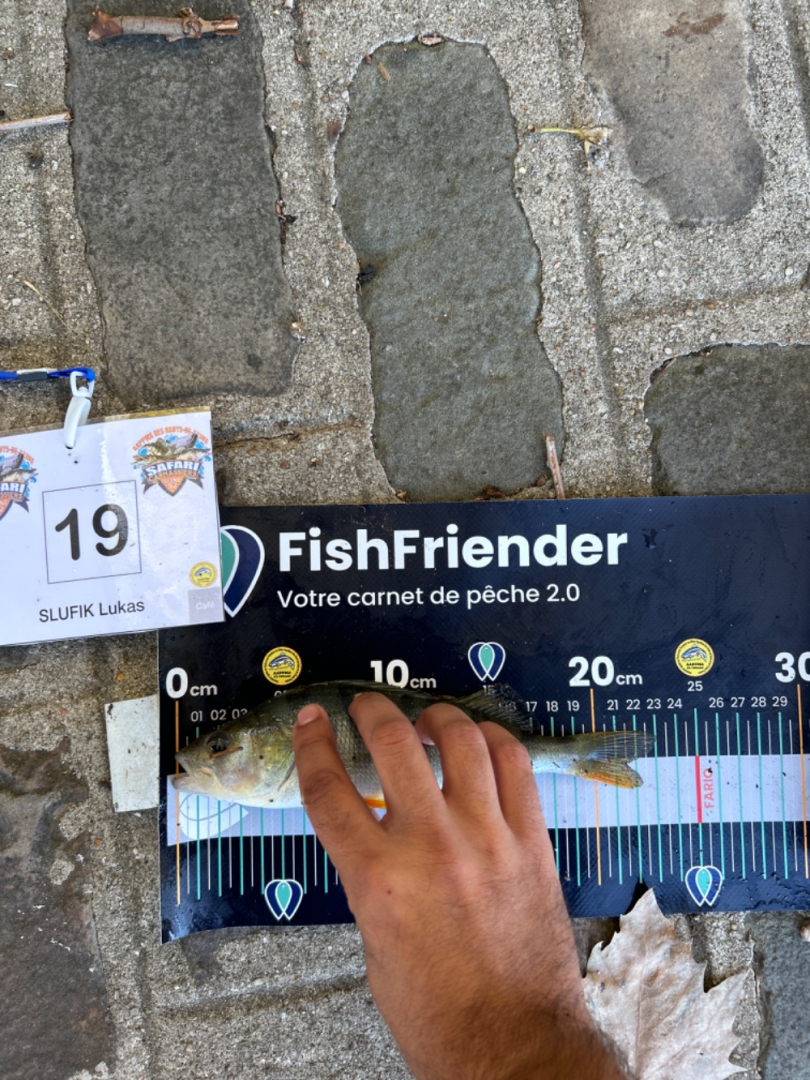 SAFARI
19
SLUFIK Lukas
FishFriender
Votre carnet de pêche 2.0
0cm 10cm 20cm 30
25
01 02 03 17 18 19 21 22 23 24 26 27 28 29
FARIO